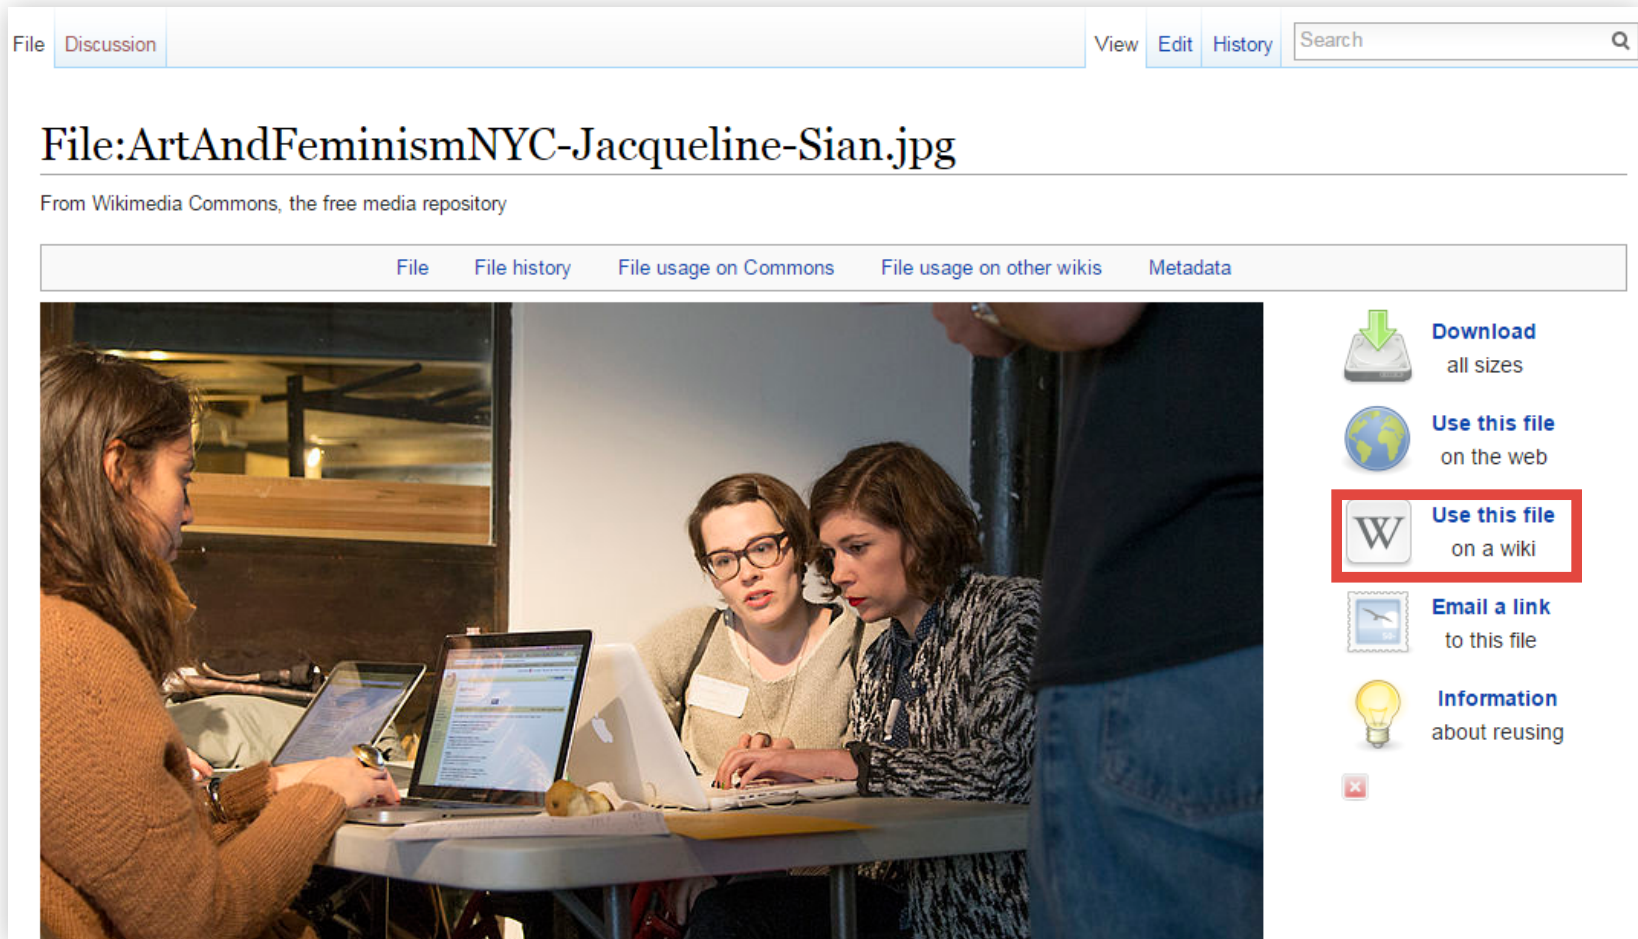 File Discussion View Edit History Search
File:ArtAndFeminismNYC-Jacqueline-Sian.jpg
From Wikimedia Commons, the free media repository
File File history File usage on Commons File usage on other wikis Metadata
Download
all sizes
Use this file
on the web
W
Use this file
on a wiki
Email a link
to this file
Information
about reusing